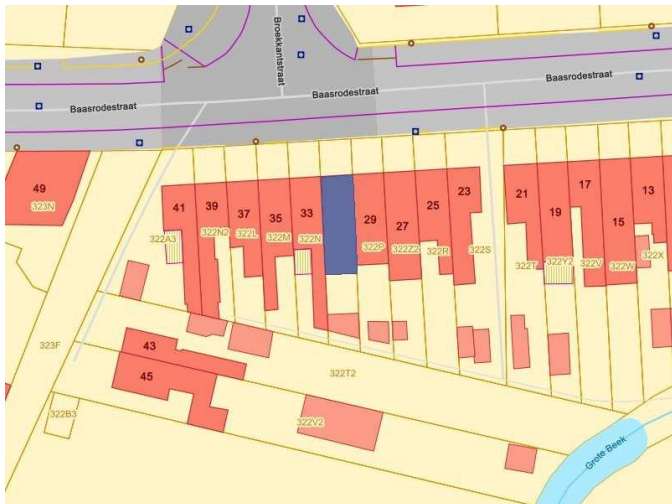 Broekkantstraat
Baasrodestraat
Baasrodestraat
Baasrodestraat
49
323N
41
39
37
35
33
29
27
25
23
21
19
17
15
13
322A3
322N2
322L
322M
322N
322P
322Z2
322R
322S
322T
322Y2
322V
322W
322X
323F
43
45
322T2
322B3
322V2
Grote Beek